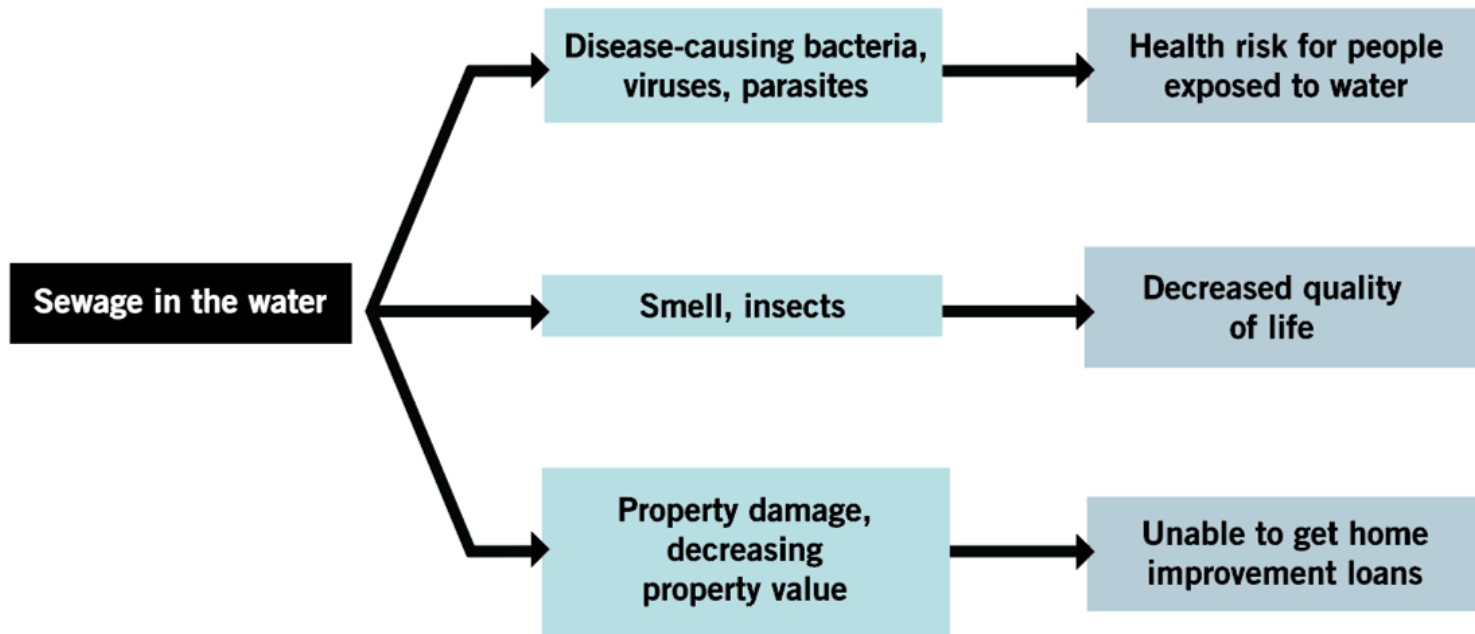 Sewage in the water
Disease-causing bacteria,
viruses, parasites
Health risk for people
exposed to water
Smell, insects
Decreased quality
of life
Property damage,
decreasing
property value
Unable to get home
improvement loans